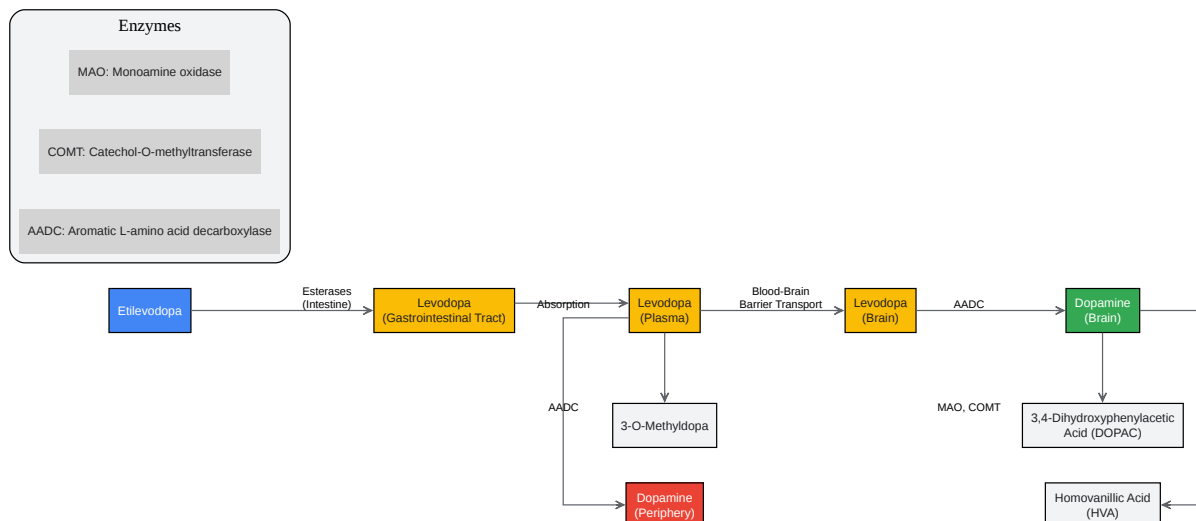 Enzymes
MAO: Monoamine oxidase
COMT: Catechol-O-methyltransferase
AADC: Aromatic L-amino acid decarboxylase
Etilevodopa
Esterases
(Intestine)
Levodopa
(Gastrointestinal Tract)
Absorption
Levodopa
(Plasma)
Blood-Brain
Barrier Transport
Levodopa
(Brain)
AADC
Dopamine
(Brain)
AADC
3-O-Methyldopa
MAO, COMT
3,4-Dihydroxyphenylacetic
Acid (DOPAC)
Dopamine
(Periphery)
Homovanillic Acid
(HVA)